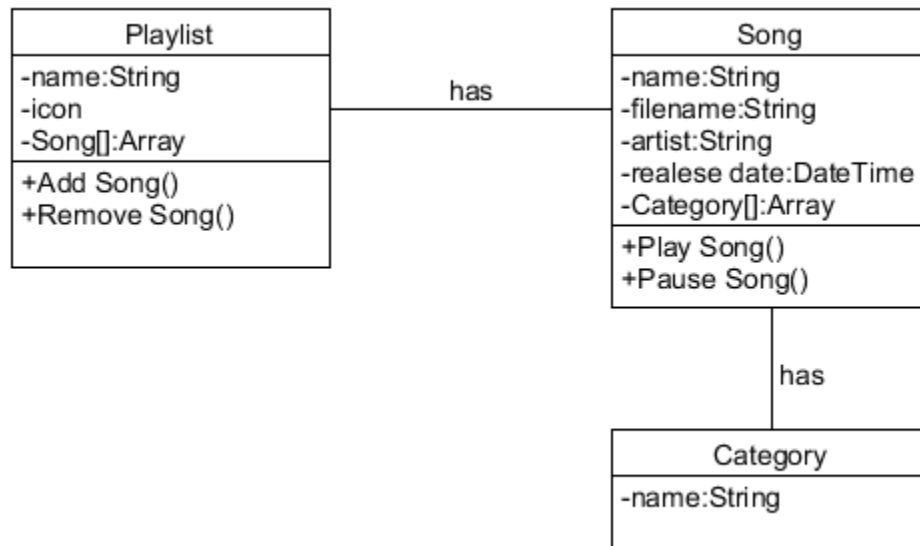 Playlist
-name:String
-icon
-Song[]:Array
+Add Song()
+Remove Song()
has
Song
-name:String
-filename:String
-artist:String
-realese date:DateTime
-Category[]:Array
+Play Song()
+Pause Song()
has
Category
-name:String